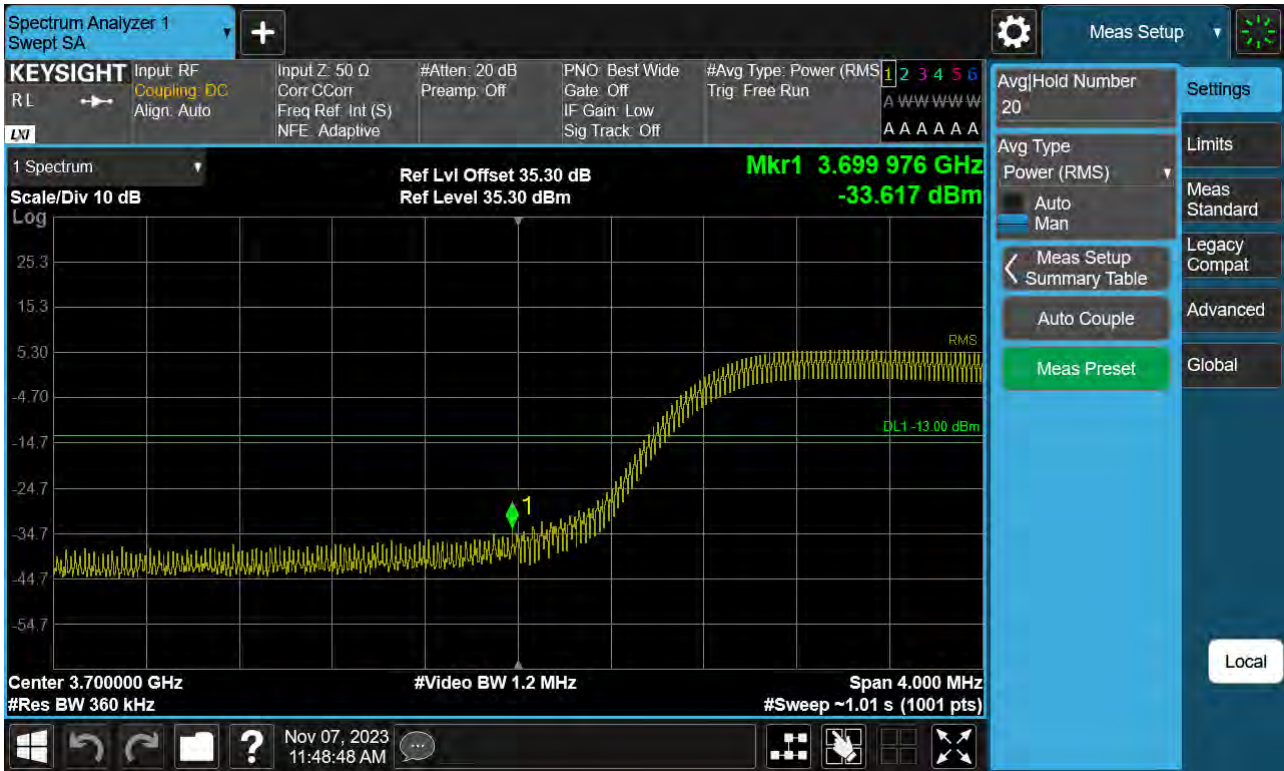 Spectrum Analyzer 1
Swept SA
+
Meas Setup
KEYSIGHT
RL
LXI
Input: RF
Coupling: DC
Align: Auto
Input Z: 50 Ω
Corr CCorr
Freq Ref: Int (S)
NFE: Adaptive
#Atten: 20 dB
Preamp: Off
PNO: Best Wide
Gate: Off
IF Gain: Low
Sig Track: Off
#Avg Type: Power (RMS
Trig: Free Run
1 2 3 4 5 6
A W W W W W
A A A A A A
1 Spectrum
Scale/Div 10 dB
Log
Ref Lvl Offset 35.30 dB
Ref Level 35.30 dBm
Mkr1 3.699 976 GHz
-33.617 dBm
25.3
15.3
5.30
-4.70
-14.7
-24.7
-34.7
-44.7
-54.7
RMS
DL1 -13.00 dBm
1
Center 3.700000 GHz
#Res BW 360 kHz
#Video BW 1.2 MHz
Span 4.000 MHz
#Sweep ~1.01 s (1001 pts)
Avg|Hold Number
20
Avg Type
Power (RMS)
Auto
Man
Meas Setup
Summary Table
Auto Couple
Meas Preset
Settings
Limits
Meas
Standard
Legacy
Compat
Advanced
Global
Local
?
Nov 07, 2023
11:48:48 AM